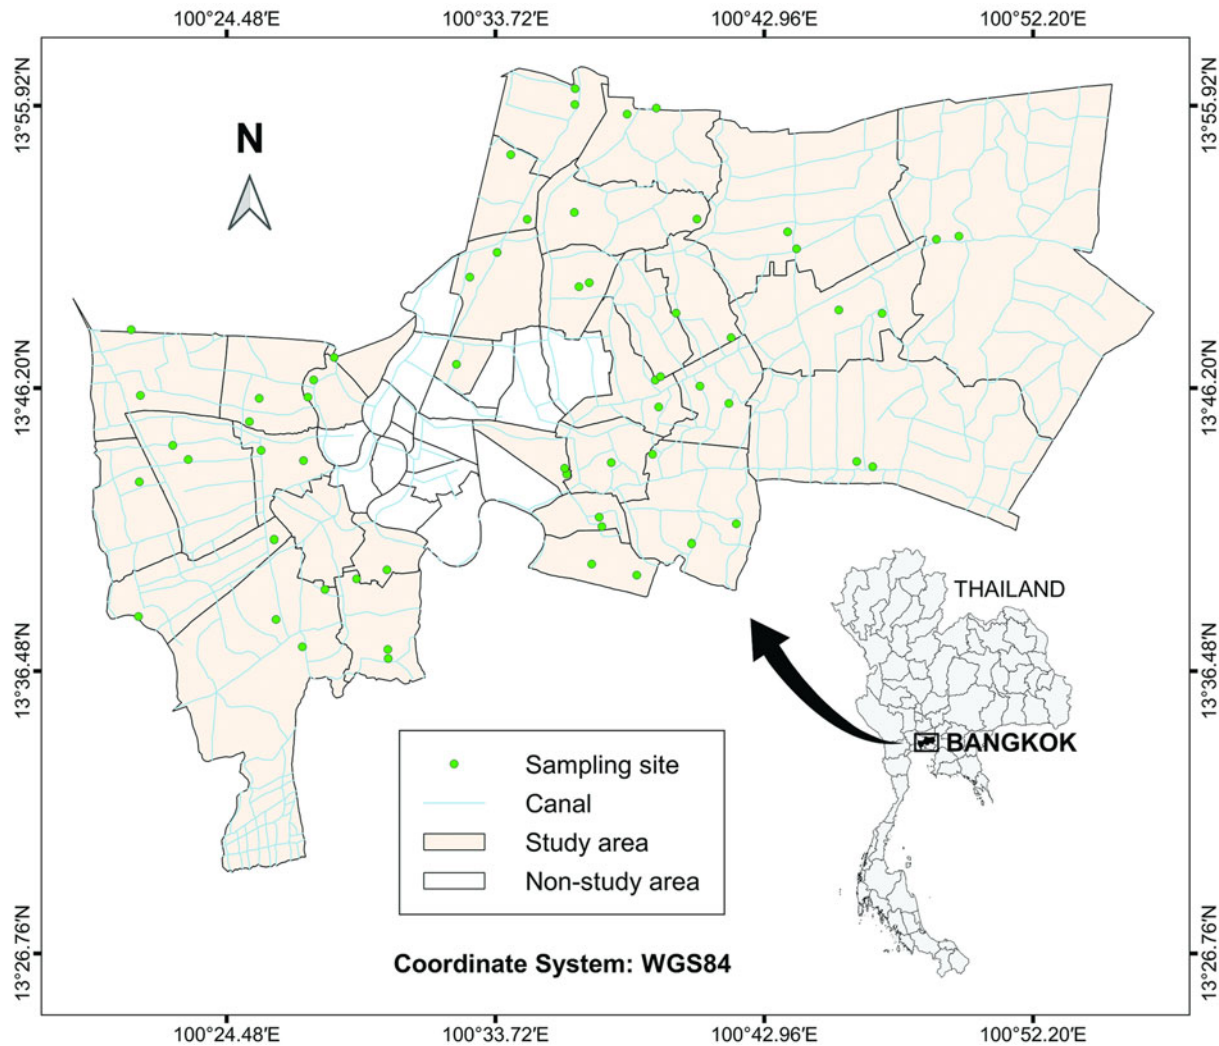 100°24.48′E 100°33.72′E 100°42.96′E 100°52.20′E
13°55.92′N
13°55.92′N
N
13°46.20′N
13°46.20′N
THAILAND
13°36.48′N
13°36.48′N
BANGKOK
Sampling site
Canal
Study area
Non-study area
13°26.76′N
13°26.76′N
Coordinate System: WGS84
100°24.48′E 100°33.72′E 100°42.96′E 100°52.20′E